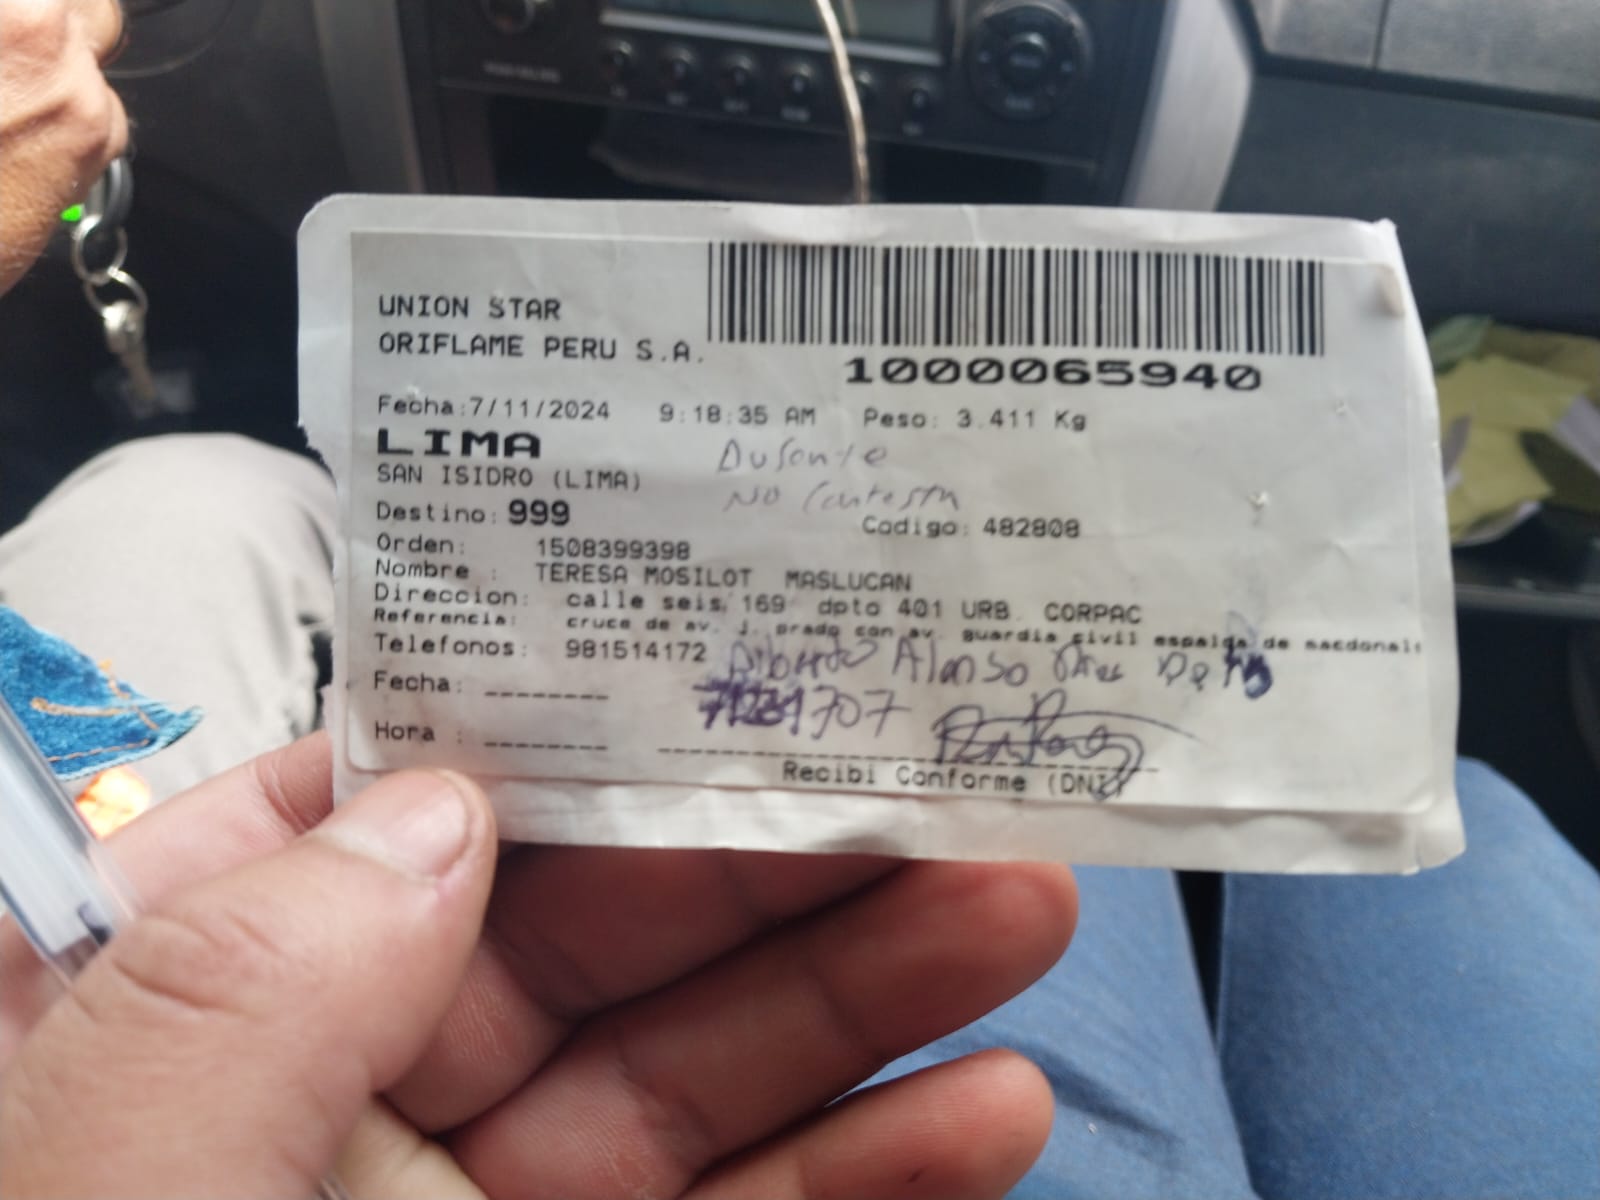 UNION STAR
ORIFLAME PERU S.A.
1000065940
Fecha:7/11/2024 9:18:35 AM Peso: 3.411 Kg
LIMA
Ausente
SAN ISIDRO (LIMA)
No Contesta
Destino: 999
Codigo: 482808
Orden: 1508399398
Nombre : TERESA MOSILOT MASLUCAN
Direccion: calle seis 169 dpto 401 URB. CORPAC
Referencia: cruce de av. j. prado con av. guardia civil espalda de macdonals
Telefonos: 981514172
Alonso
Fecha: --------
707
Hora : --------
Recibi Conforme (DNI)